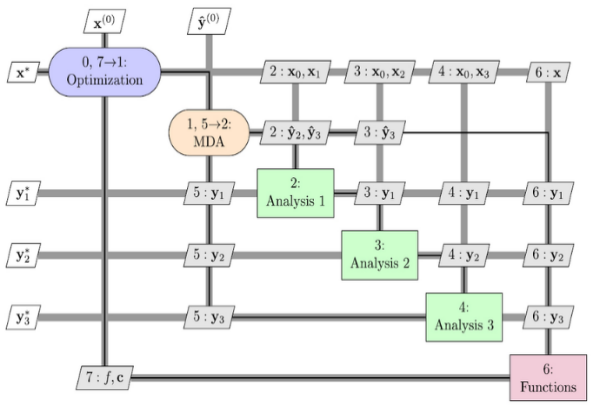 x^(0)
ŷ^(0)
x*
0, 7→1:
Optimization
2 : x₀, x₁
3 : x₀, x₂
4 : x₀, x₃
6 : x
1, 5→2:
MDA
2 : ŷ₂, ŷ₃
3 : ŷ₃
y₁*
5 : y₁
2:
Analysis 1
3 : y₁
4 : y₁
6 : y₁
y₂*
5 : y₂
3:
Analysis 2
4 : y₂
6 : y₂
y₃*
5 : y₃
4:
Analysis 3
6 : y₃
7 : f, c
6:
Functions